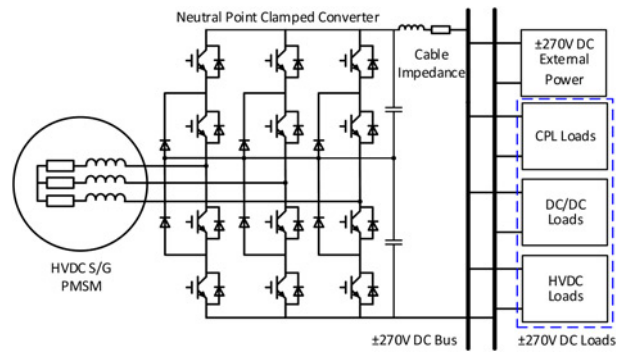 Neutral Point Clamped Converter
Cable
Impedance
±270V DC
External
Power
CPL Loads
DC/DC
Loads
HVDC
Loads
HVDC S/G
PMSM
±270V DC Bus
±270V DC Loads